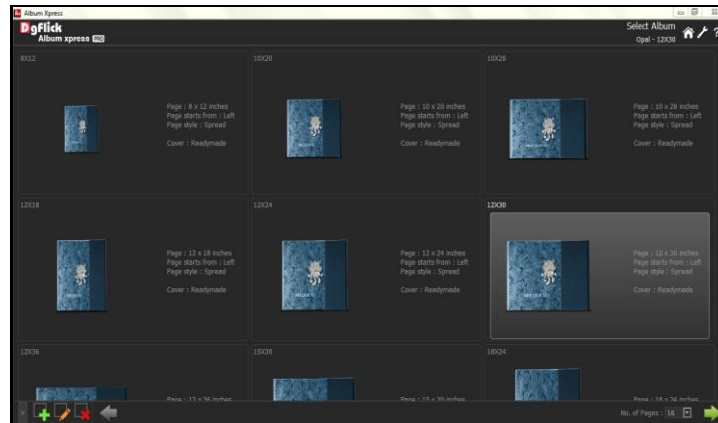 Album Xpress
DgFlick
Album xpress PRO
Select Album
Opal - 12X30
8X12
Page : 8 x 12 inches
Page starts from : Left
Page style : Spread
Cover : Readymade
10X20
Page : 10 x 20 inches
Page starts from : Left
Page style : Spread
Cover : Readymade
10X28
Page : 10 x 28 inches
Page starts from : Left
Page style : Spread
Cover : Readymade
12X18
Page : 12 x 18 inches
Page starts from : Left
Page style : Spread
Cover : Readymade
12X24
Page : 12 x 24 inches
Page starts from : Left
Page style : Spread
Cover : Readymade
12X30
Page : 12 x 30 inches
Page starts from : Left
Page style : Spread
Cover : Readymade
12X36
Page : 12 x 36 inches
15X30
Page : 15 x 30 inches
18X24
Page : 18 x 24 inches
No. of Pages : 16